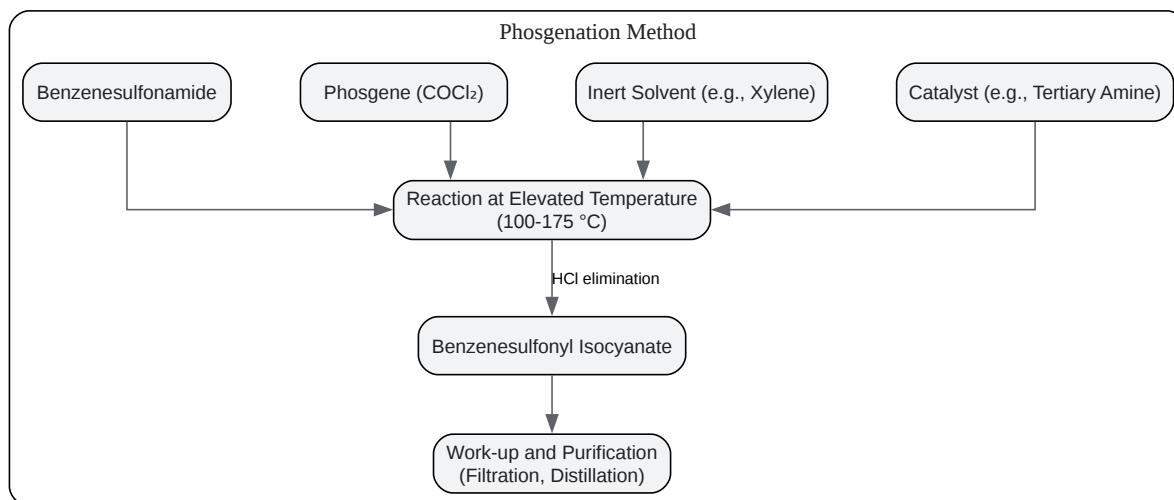 Phosgenation Method
Benzenesulfonamide
Phosgene (COCl₂)
Inert Solvent (e.g., Xylene)
Catalyst (e.g., Tertiary Amine)
Reaction at Elevated Temperature
(100-175 °C)
HCl elimination
Benzenesulfonyl Isocyanate
Work-up and Purification
(Filtration, Distillation)